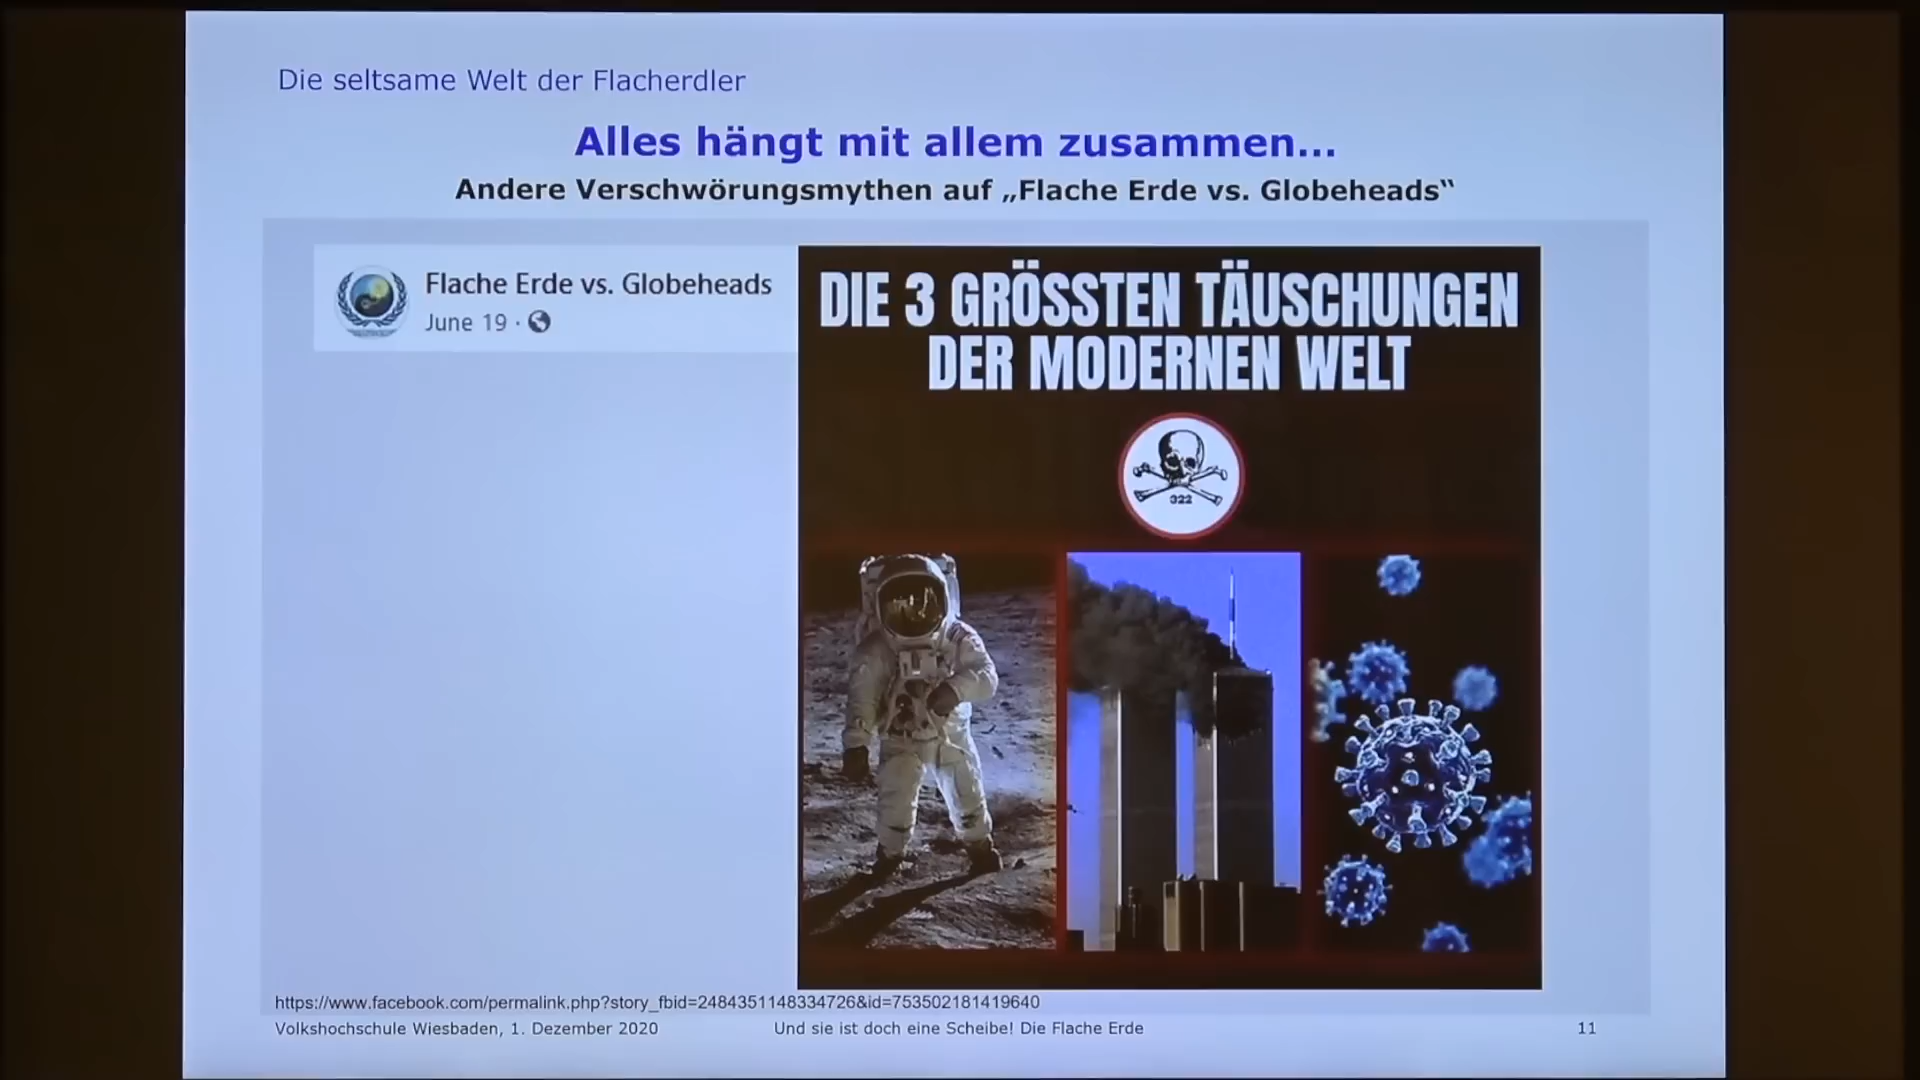 Die seltsame Welt der Flacherdler
Alles hängt mit allem zusammen...
Andere Verschwörungsmythen auf „Flache Erde vs. Globeheads“
Flache Erde vs. Globeheads
June 19 ·
DIE 3 GRÖSSTEN TÄUSCHUNGEN
DER MODERNEN WELT
322
https://www.facebook.com/permalink.php?story_fbid=2484351148334726&id=753502181419640
Volkshochschule Wiesbaden, 1. Dezember 2020
Und sie ist doch eine Scheibe! Die Flache Erde
11